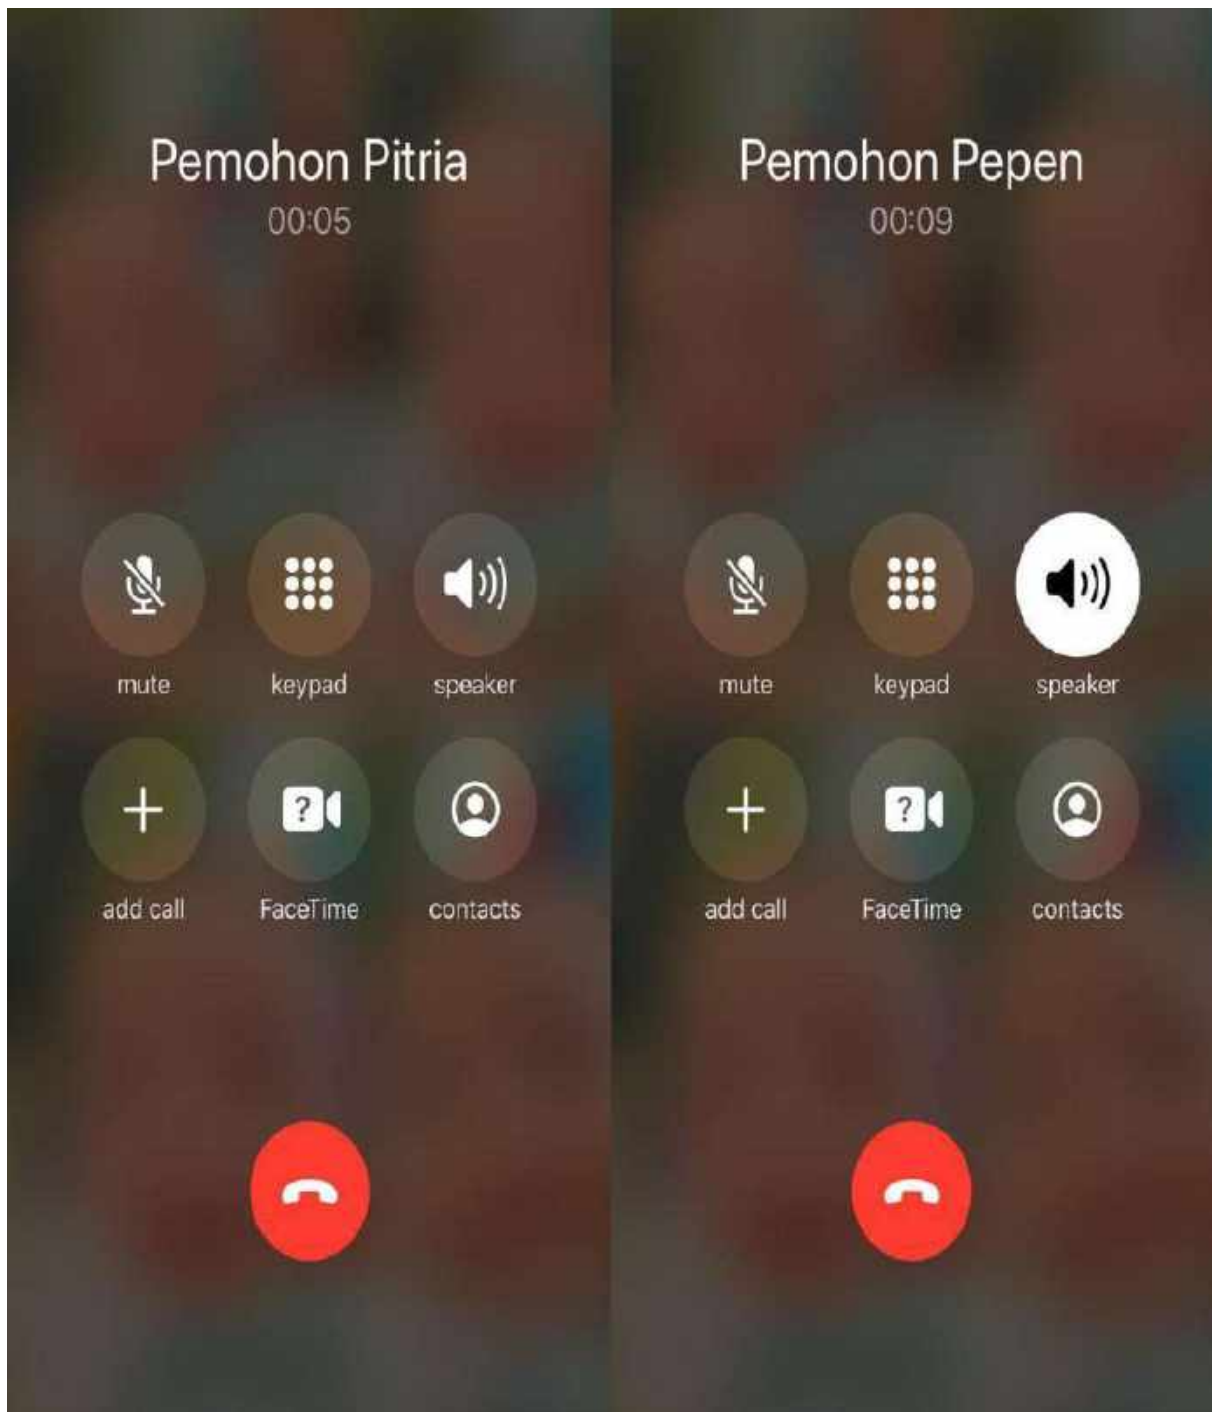 Pemohon Pitria
00:05
mute keypad speaker
add call FaceTime contacts
Pemohon Pepen
00:09
mute keypad speaker
add call FaceTime contacts